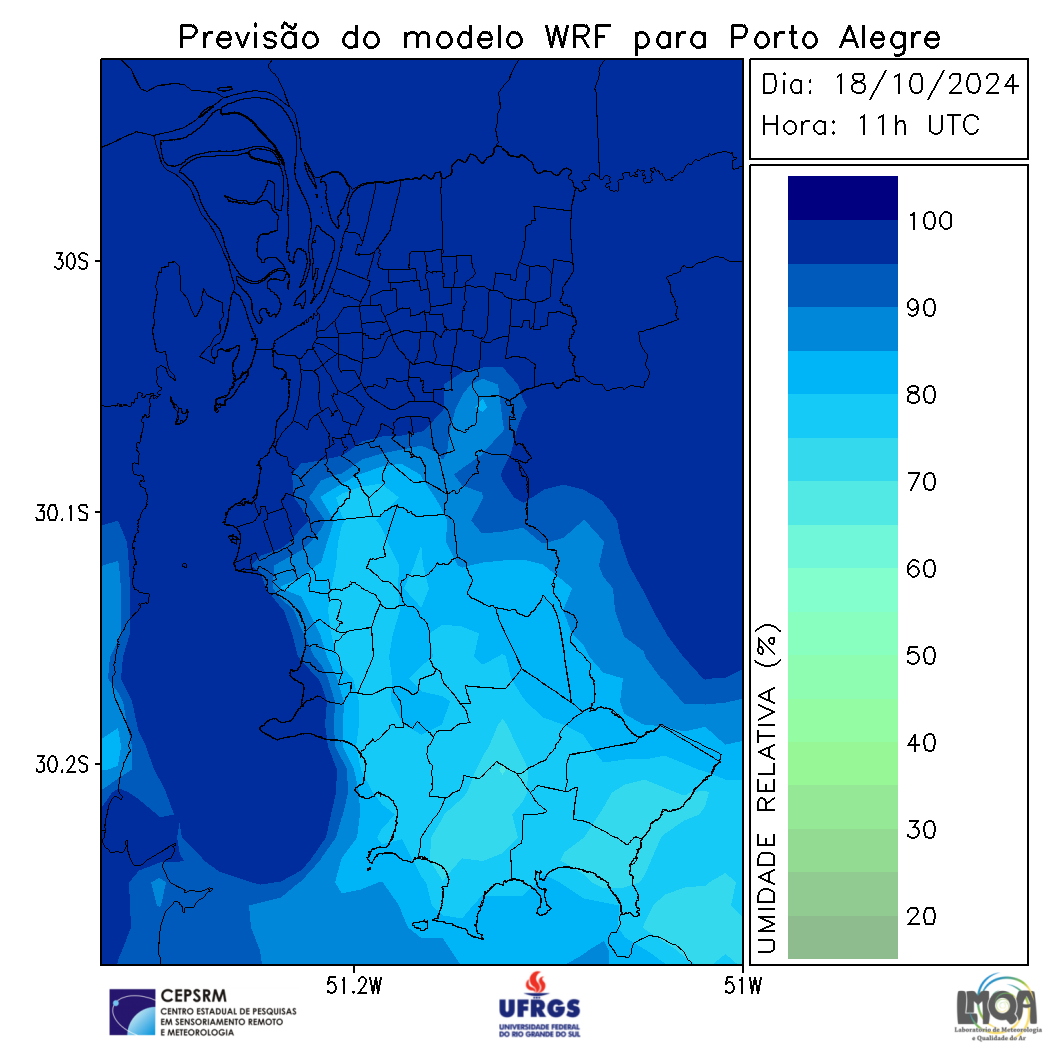 Previsão do modelo WRF para Porto Alegre
Dia: 18/10/2024
Hora: 11h UTC
100
90
80
70
60
50
40
30
20
UMIDADE RELATIVA (%)
30S
30.1S
30.2S
51.2W
51W
CEPSRM
CENTRO ESTADUAL DE PESQUISAS
EM SENSORIAMENTO REMOTO
E METEOROLOGIA
UFRGS
UNIVERSIDADE FEDERAL
DO RIO GRANDE DO SUL
LMQA
Laboratório de Meteorologia
e Qualidade do Ar